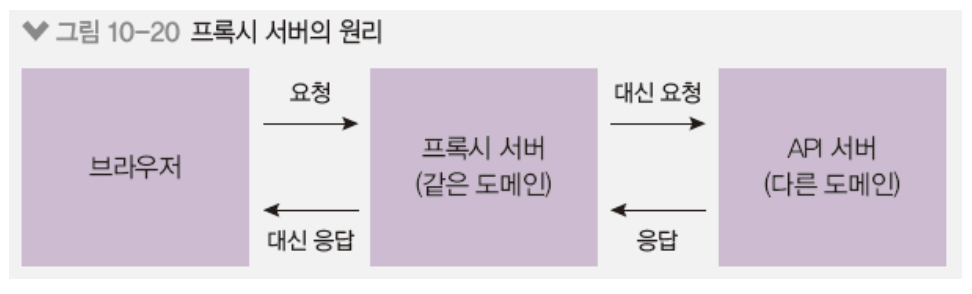 그림 10-20 프록시 서버의 원리
요청
대신 요청
브라우저
프록시 서버
(같은 도메인)
API 서버
(다른 도메인)
대신 응답
응답